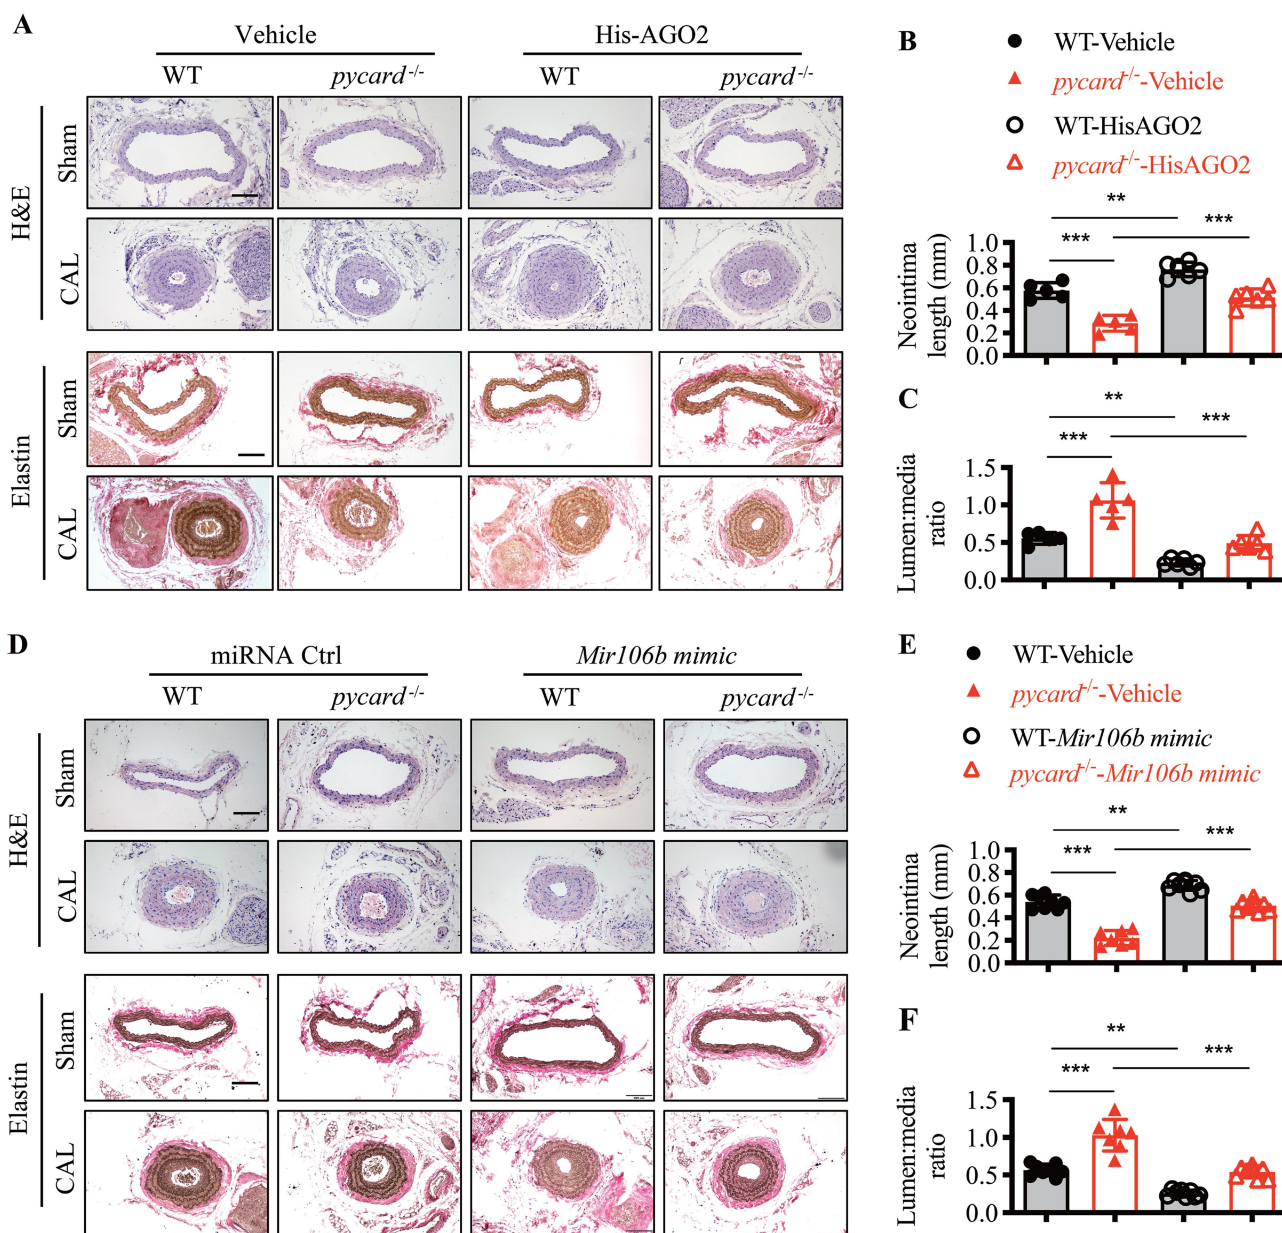 A
Vehicle His-AGO2
WT pycard-/- WT pycard-/-
H&E
Sham
CAL
Elastin
Sham
CAL
B
WT-Vehicle
pycard-/--Vehicle
WT-HisAGO2
pycard-/--HisAGO2
** ***
***
Neointima
length (mm)
1.0
0.8
0.6
0.4
0.2
0.0
C
**
*** ***
Lumen:media
ratio
1.5
1.0
0.5
0.0
D
miRNA Ctrl Mir106b mimic
WT pycard-/- WT pycard-/-
H&E
Sham
CAL
Elastin
Sham
CAL
E
WT-Vehicle
pycard-/--Vehicle
WT-Mir106b mimic
pycard-/--Mir106b mimic
**
*** ***
Neointima
length (mm)
1.0
0.8
0.6
0.4
0.2
0.0
F
**
*** ***
Lumen:media
ratio
1.5
1.0
0.5
0.0